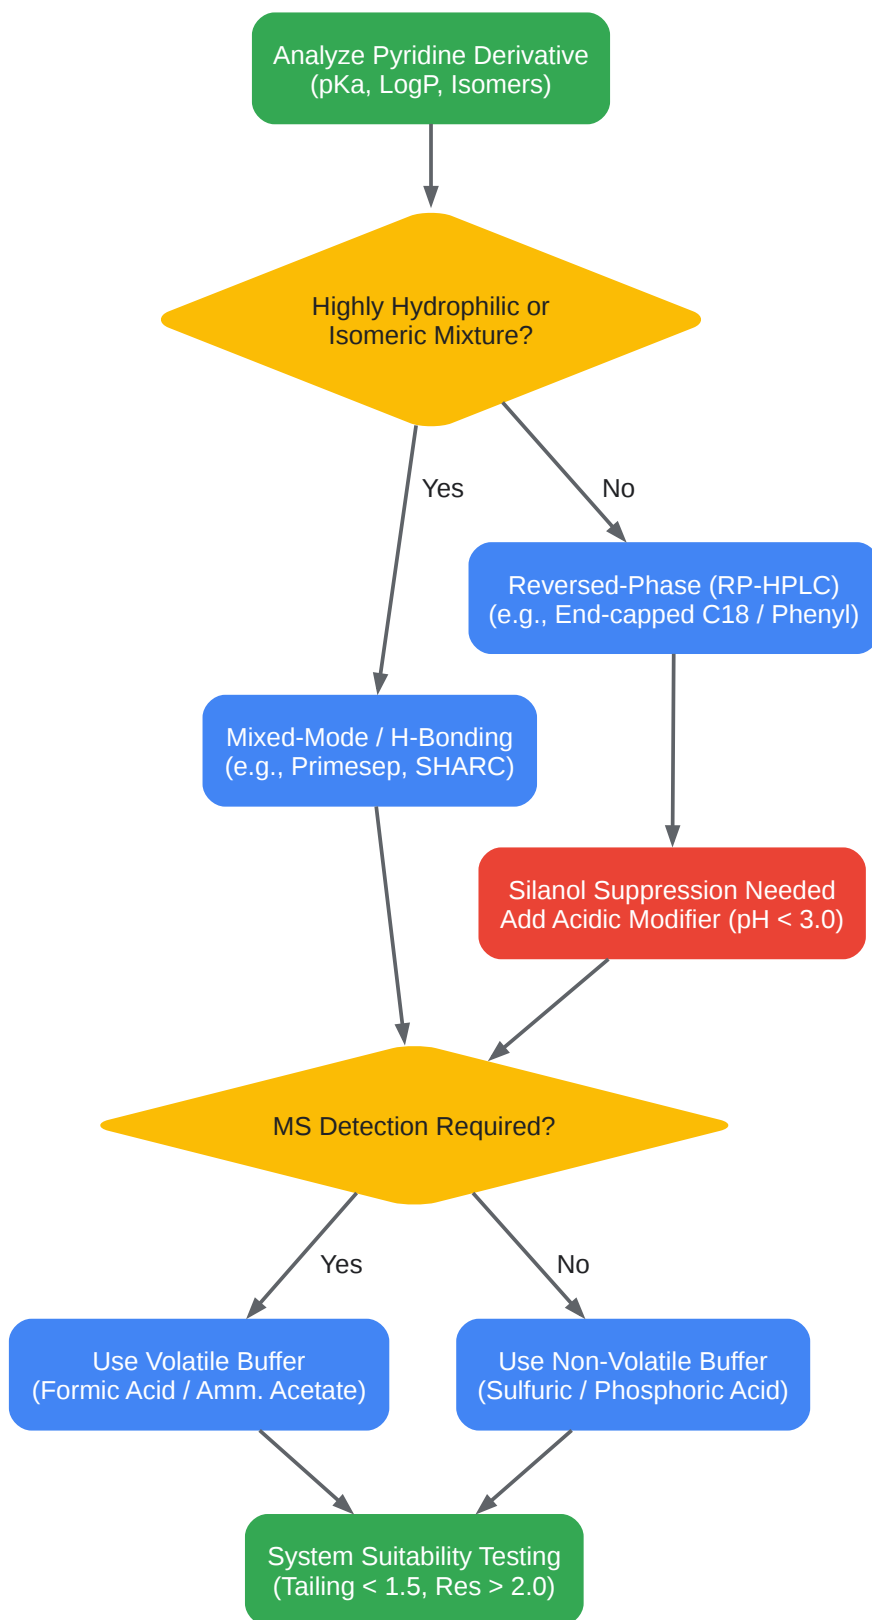 Analyze Pyridine Derivative
(pKa, LogP, Isomers)
Highly Hydrophilic or
Isomeric Mixture?
Yes
No
Reversed-Phase (RP-HPLC)
(e.g., End-capped C18 / Phenyl)
Mixed-Mode / H-Bonding
(e.g., Primesep, SHARC)
Silanol Suppression Needed
Add Acidic Modifier (pH < 3.0)
MS Detection Required?
Yes
No
Use Volatile Buffer
(Formic Acid / Amm. Acetate)
Use Non-Volatile Buffer
(Sulfuric / Phosphoric Acid)
System Suitability Testing
(Tailing < 1.5, Res > 2.0)